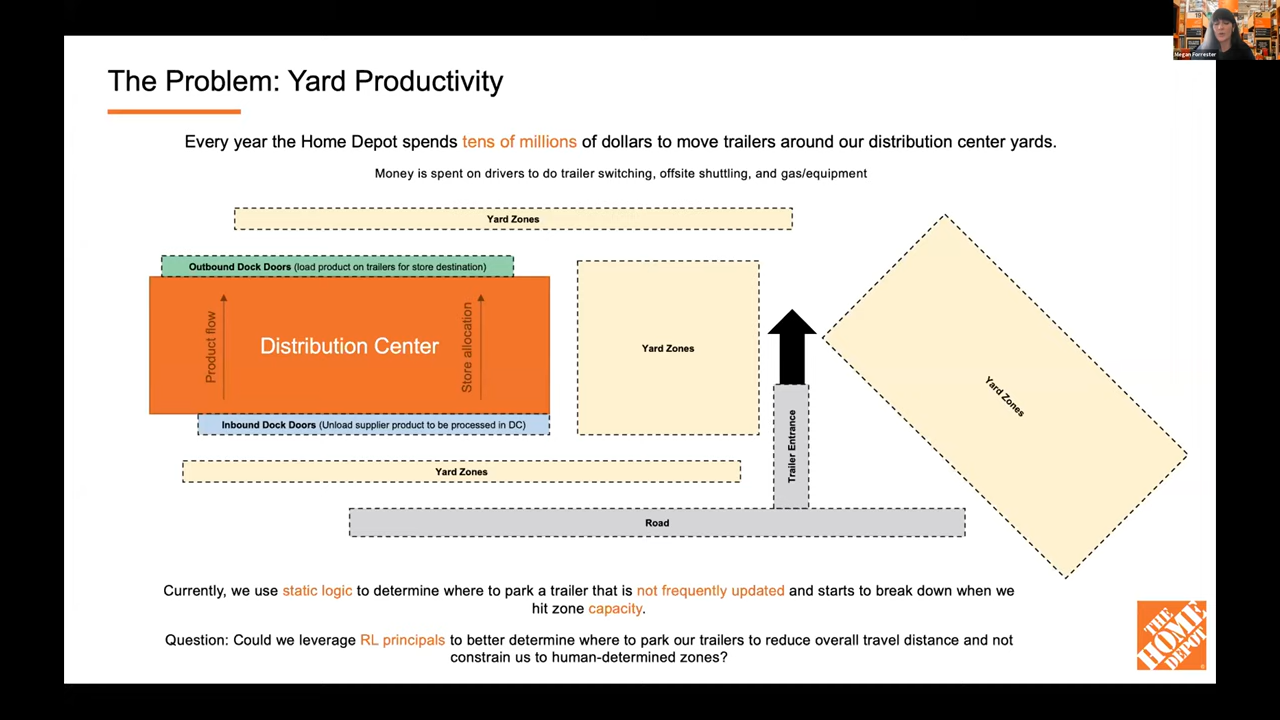 Megan Forrester
The Problem: Yard Productivity
Every year the Home Depot spends tens of millions of dollars to move trailers around our distribution center yards.
Money is spent on drivers to do trailer switching, offsite shuttling, and gas/equipment
Yard Zones
Outbound Dock Doors (load product on trailers for store destination)
Product flow
Distribution Center
Store allocation
Yard Zones
Yard Zones
Inbound Dock Doors (Unload supplier product to be processed in DC)
Trailer Entrance
Yard Zones
Road
Currently, we use static logic to determine where to park a trailer that is not frequently updated and starts to break down when we
hit zone capacity.
Question: Could we leverage RL principals to better determine where to park our trailers to reduce overall travel distance and not
constrain us to human-determined zones?
THE
HOME
DEPOT